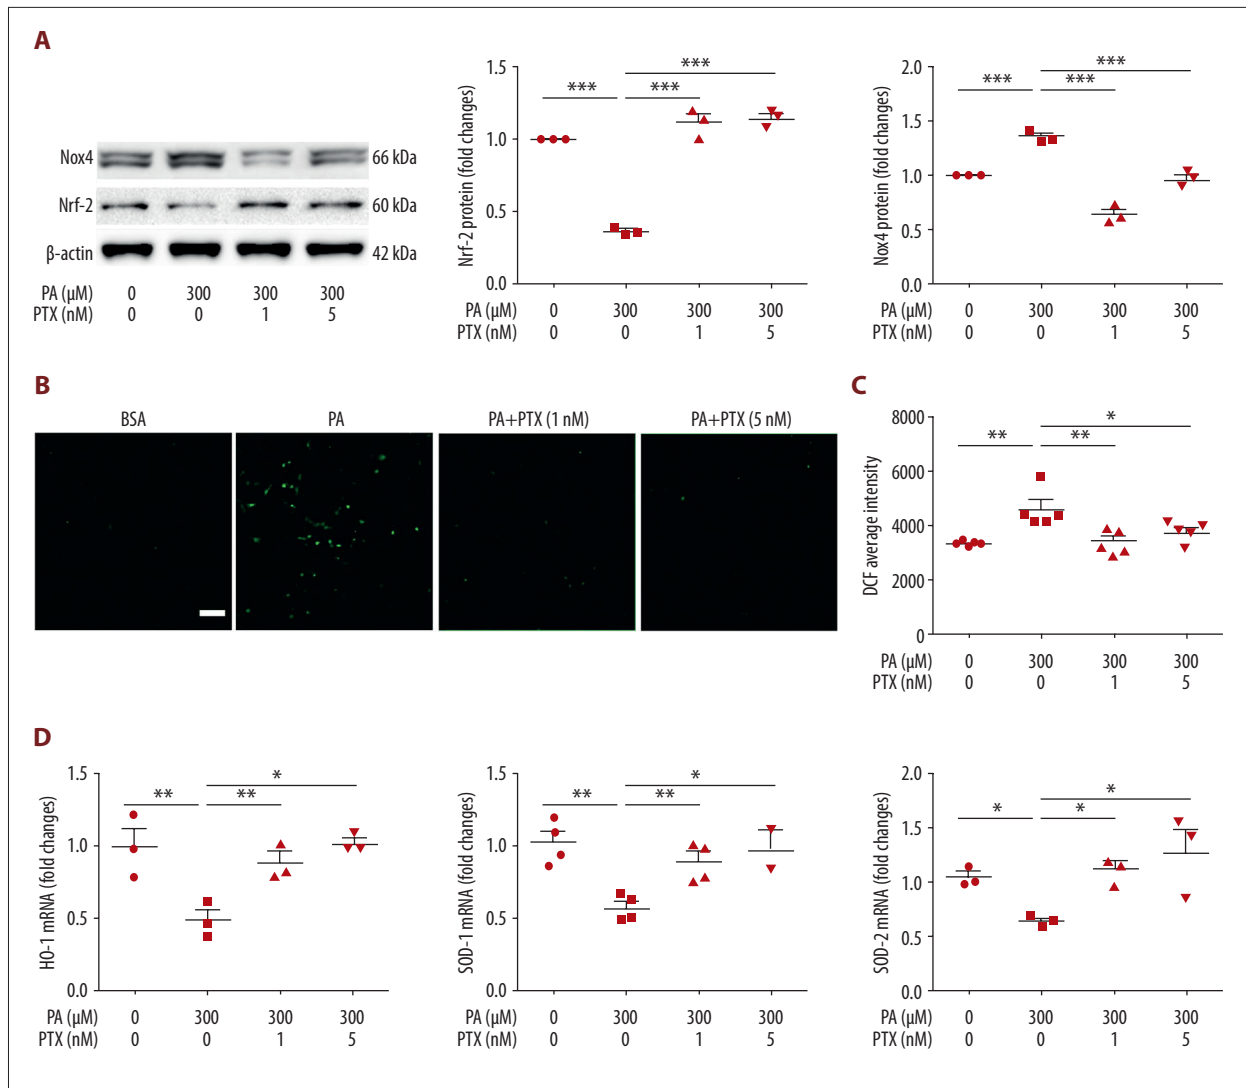 A
Nox4
66 kDa
Nrf-2
60 kDa
β-actin
42 kDa
PA (μM) 0 300 300 300
PTX (nM) 0 0 1 5
Nrf-2 protein (fold changes)
1.5
1.0
0.5
0.0
*** *** ***
PA (μM) 0 300 300 300
PTX (nM) 0 0 1 5
Nox4 protein (fold changes)
2.0
1.5
1.0
0.5
0.0
*** *** ***
PA (μM) 0 300 300 300
PTX (nM) 0 0 1 5
B
BSA PA PA+PTX (1 nM) PA+PTX (5 nM)
C
DCF average intensity
8000
6000
4000
2000
0
** ** *
PA (μM) 0 300 300 300
PTX (nM) 0 0 1 5
D
HO-1 mRNA (fold changes)
1.5
1.0
0.5
0.0
** ** *
PA (μM) 0 300 300 300
PTX (nM) 0 0 1 5
SOD-1 mRNA (fold changes)
1.5
1.0
0.5
0.0
** ** *
PA (μM) 0 300 300 300
PTX (nM) 0 0 1 5
SOD-2 mRNA (fold changes)
2.0
1.5
1.0
0.5
0.0
* * *
PA (μM) 0 300 300 300
PTX (nM) 0 0 1 5